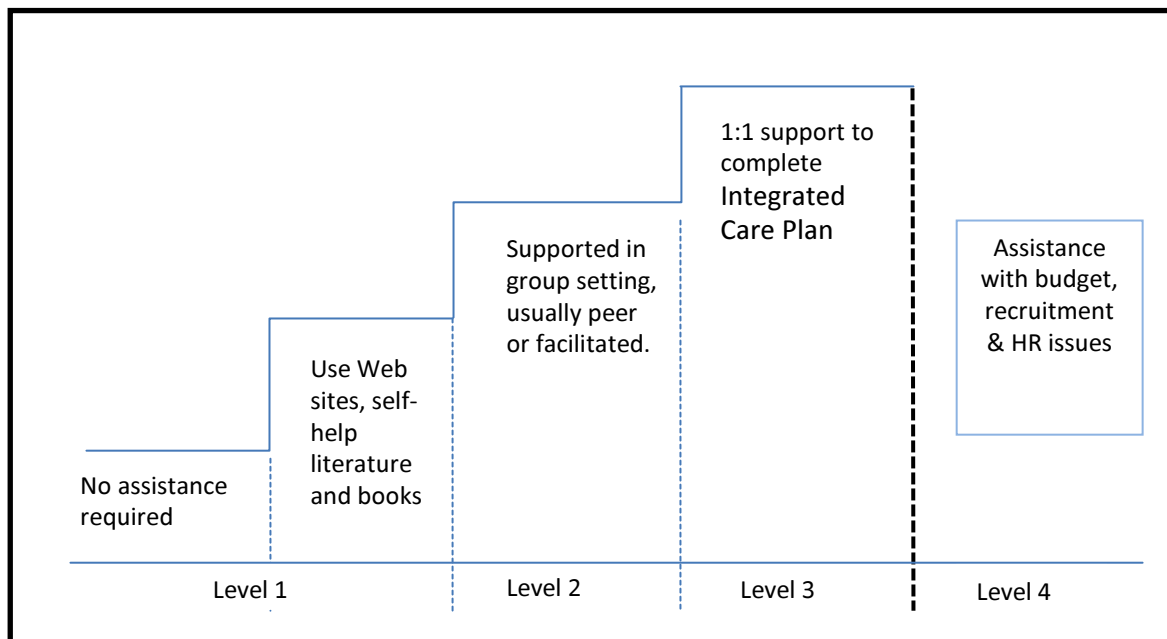 No assistance
required
Use Web
sites, self-
help
literature
and books
Supported in
group setting,
usually peer
or facilitated.
1:1 support to
complete
Integrated
Care Plan
Assistance
with budget,
recruitment
& HR issues
Level 1
Level 2
Level 3
Level 4